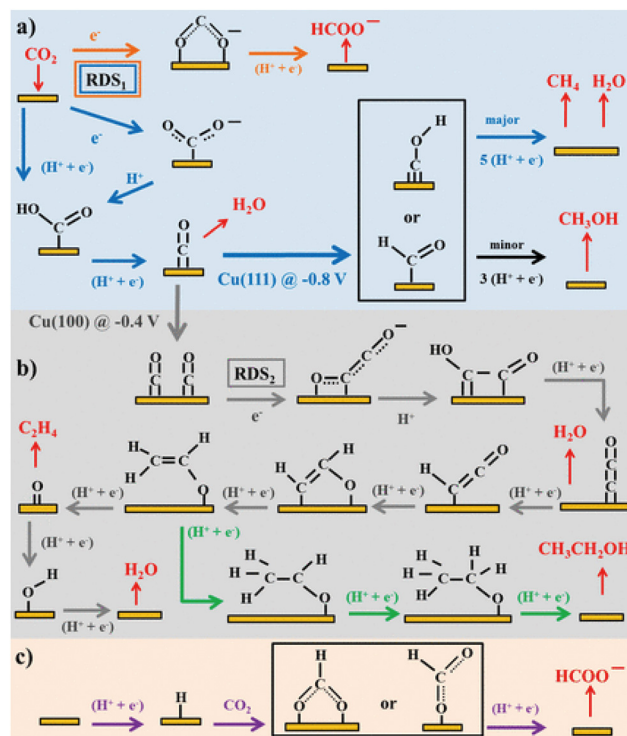 a)
CO₂
e⁻
RDS₁
C
O O
−
(H⁺ + e⁻)
HCOO⁻
e⁻
O O
C
−
(H⁺ + e⁻)
H⁺
HO O
C
(H⁺ + e⁻)
O
C
H₂O
Cu(111) @ -0.8 V
H
O
C
or
H O
C
major
5 (H⁺ + e⁻)
CH₄ H₂O
minor
3 (H⁺ + e⁻)
CH₃OH
Cu(100) @ -0.4 V
b)
O O
C C
RDS₂
e⁻
O −
C
O C
H⁺
HO O
C C
(H⁺ + e⁻)
H₂O
O
C
C
(H⁺ + e⁻)
O
C
H C
(H⁺ + e⁻)
H H
C
C O
(H⁺ + e⁻)
H H
C C
H O
(H⁺ + e⁻)
C₂H₄
O
(H⁺ + e⁻)
H
O
(H⁺ + e⁻)
H₂O
(H⁺ + e⁻)
H H
H C C
H O
(H⁺ + e⁻)
H H
H C C H
H O
(H⁺ + e⁻)
CH₃CH₂OH
c)
(H⁺ + e⁻)
H
CO₂
H
C
O O
or
H O
C
O
(H⁺ + e⁻)
HCOO⁻